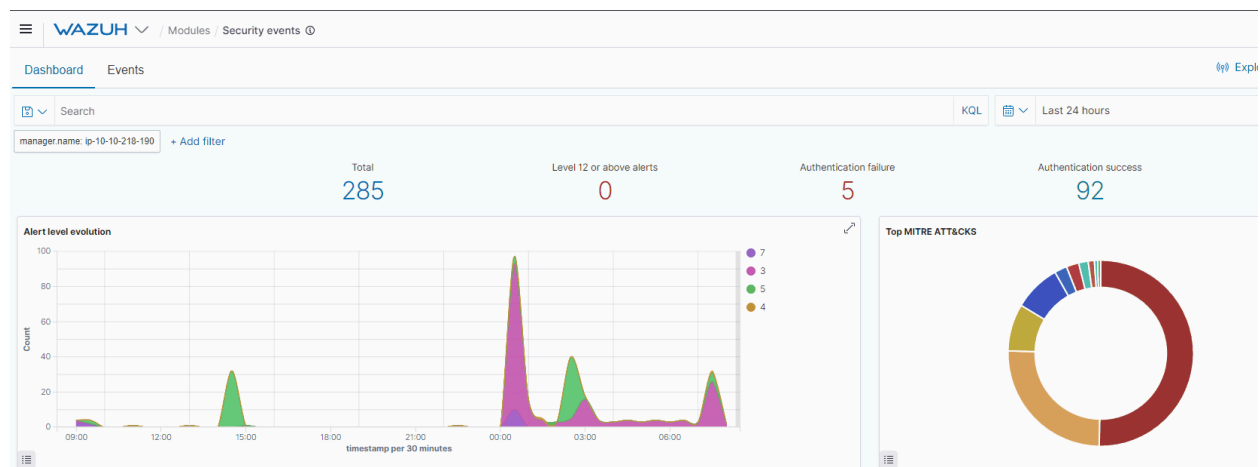 WAZUH / Modules / Security events
Dashboard Events
Search KQL Last 24 hours
manager.name: ip-10-10-218-190 + Add filter
Total Level 12 or above alerts Authentication failure Authentication success
285 0 5 92
Alert level evolution
Top MITRE ATT&CKS
100
80
60
40
20
0
Count
7
3
5
4
09:00 12:00 15:00 18:00 21:00 00:00 03:00 06:00
timestamp per 30 minutes